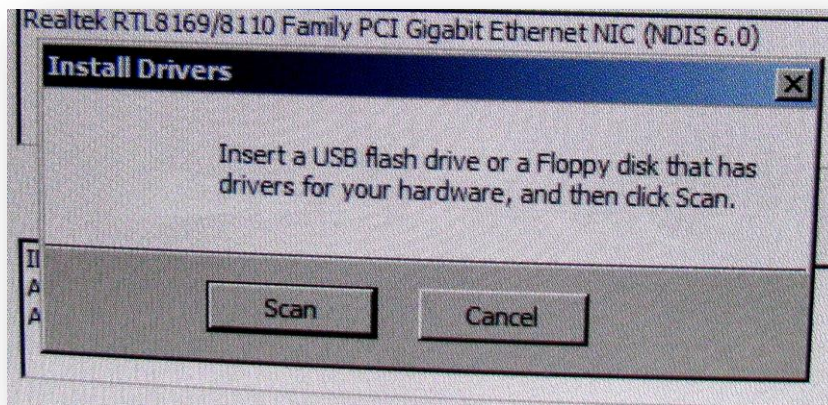 Realtek RTL8169/8110 Family PCI Gigabit Ethernet NIC (NDIS 6.0)
Install Drivers
Insert a USB flash drive or a Floppy disk that has
drivers for your hardware, and then click Scan.
Scan
Cancel